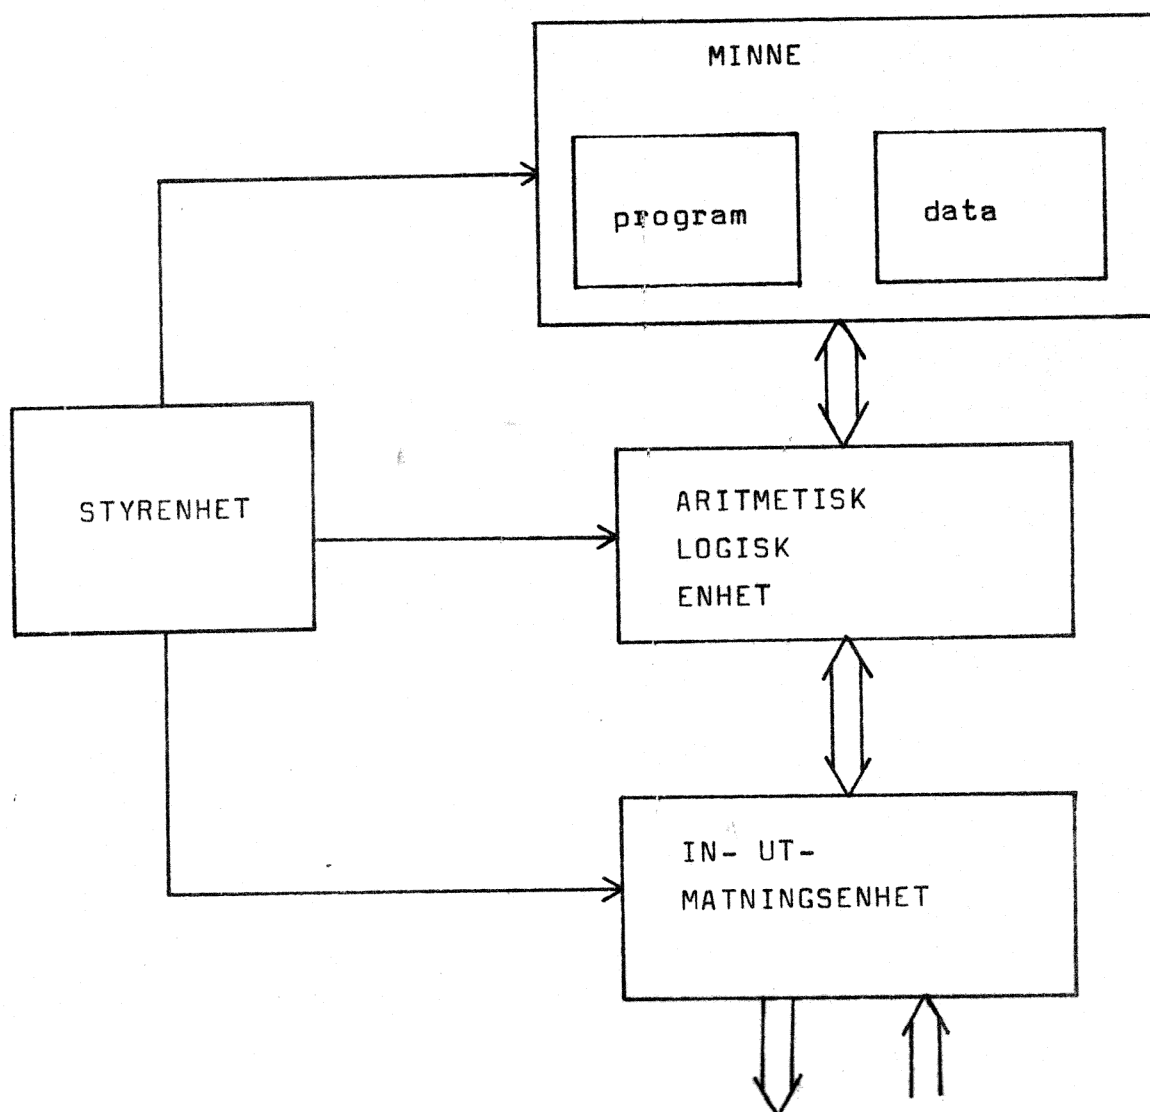 MINNE
program
data
STYRENHET
ARITMETISK
LOGISK
ENHET
IN- UT-
MATNINGSENHET